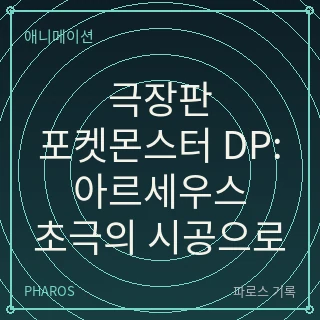 애니메이션
극장판
포켓몬스터 DP:
아르세우스
초극의 시공으로
PHAROS
파로스 기록